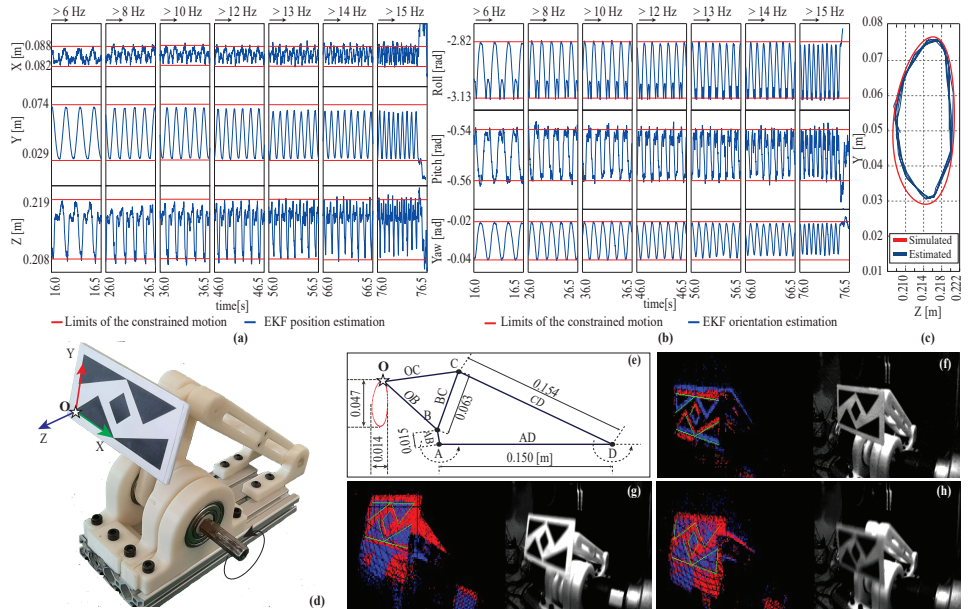 > 6 Hz > 8 Hz > 10 Hz > 12 Hz > 13 Hz > 14 Hz > 15 Hz
X [m]
0.088
0.082
Y [m]
0.074
0.029
Z [m]
0.219
0.208
16.0 16.5 26.0 26.5 36.0 36.5 46.0 46.5 56.0 56.5 66.0 66.5 76.0 76.5
time[s]
Limits of the constrained motion EKF position estimation
(a)
> 6 Hz > 8 Hz > 10 Hz > 12 Hz > 13 Hz > 14 Hz > 15 Hz
Roll [rad]
-2.82
-3.13
Pitch [rad]
-0.54
-0.56
Yaw [rad]
-0.02
-0.04
16.0 16.5 26.0 26.5 36.0 36.5 46.0 46.5 56.0 56.5 66.0 66.5 76.0 76.5
time[s]
Limits of the constrained motion EKF orientation estimation
(b)
0.08
0.07
0.06
0.05
0.04
0.03
0.02
0.01
Y [m]
Simulated
Estimated
0.210 0.214 0.218 0.222
Z [m]
(c)
Y
O
X
Z
(d)
(e)
O
OC
C
OB
BC
0.063
0.154
CD
0.047
0.014
0.015
B
AB
A
AD
D
0.150 [m]
(f)
(g)
(h)